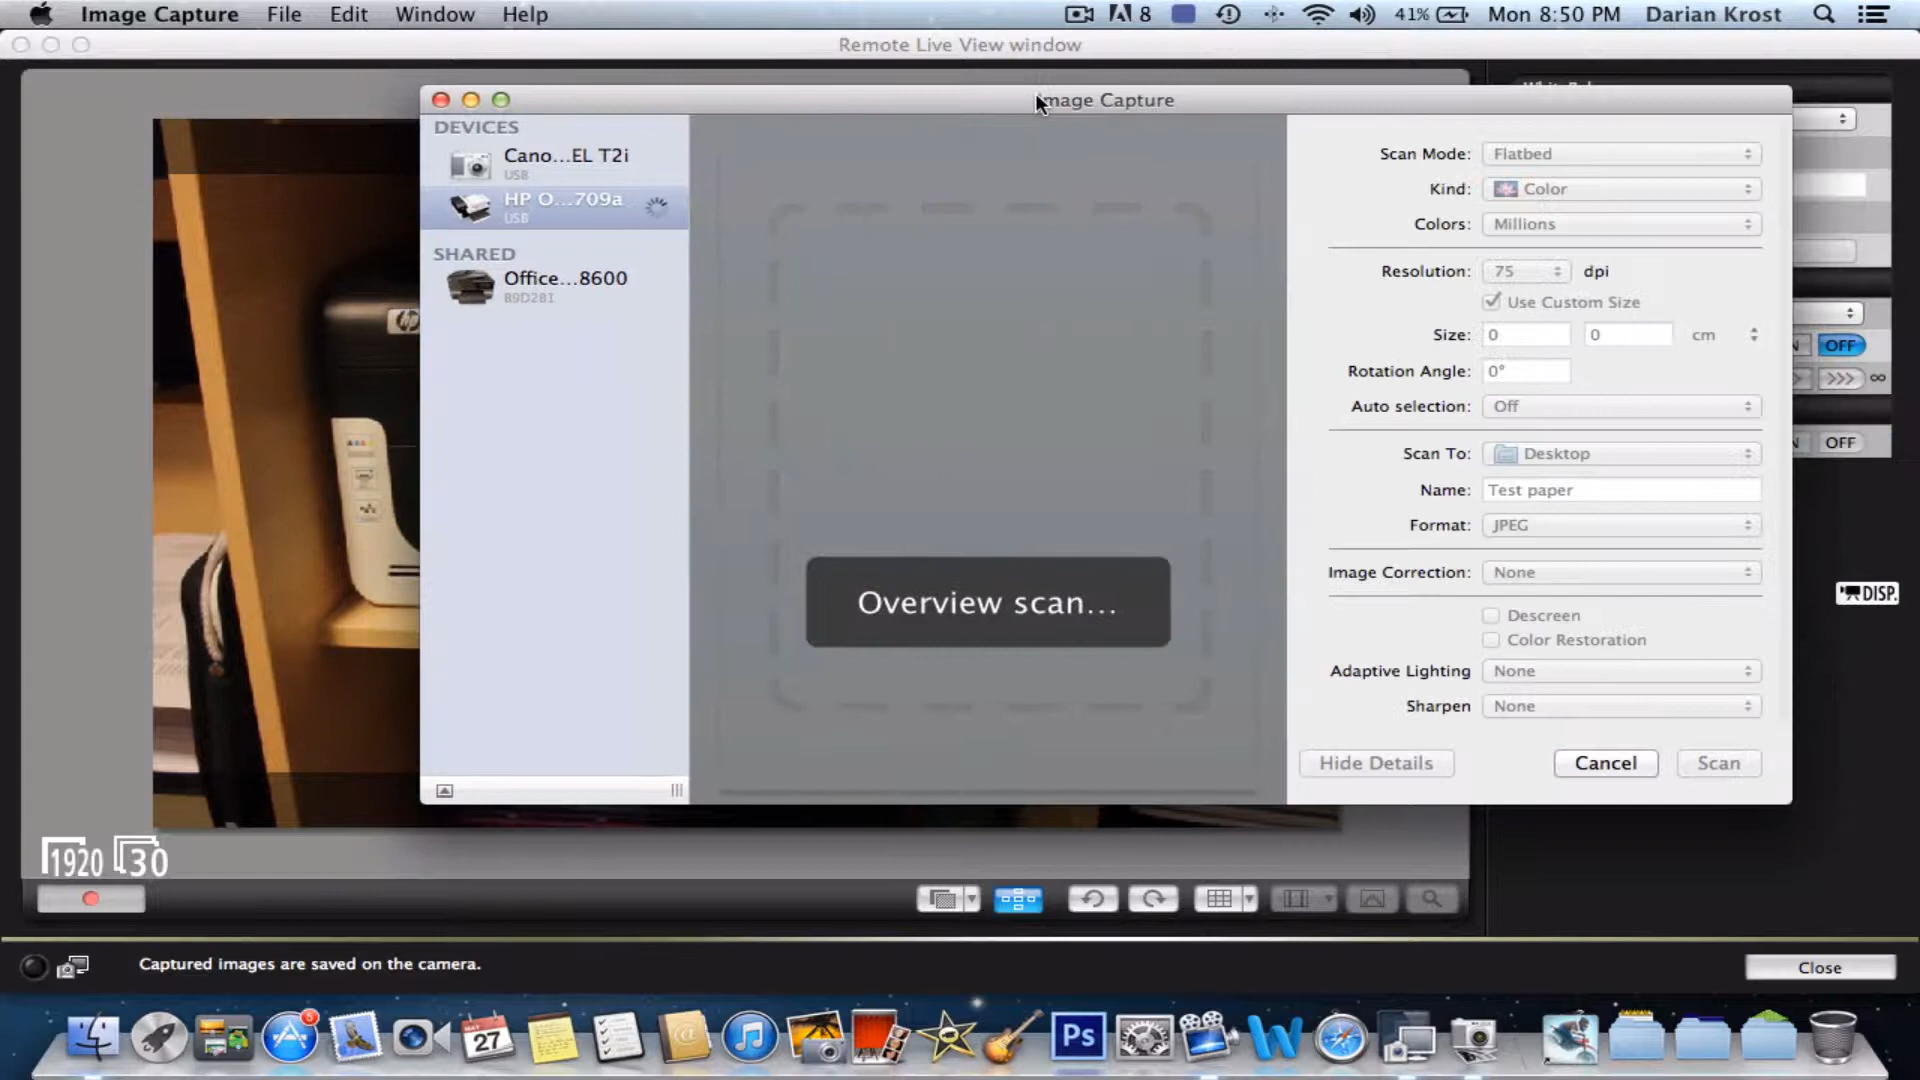 Image Capture File Edit Window Help 8 41% Mon 8:50 PM Darian Krost
Remote Live View window
Image Capture
DEVICES
Cano...EL T2i
USB
HP O...709a
USB
SHARED
Office...8600
B9D281
hp
Overview scan...
Scan Mode: Flatbed
Kind: Color
Colors: Millions
Resolution: 75 dpi
Use Custom Size
Size: 0 0 cm
Rotation Angle: 0°
Auto selection: Off
Scan To: Desktop
Name: Test paper
Format: JPEG
Image Correction: None
Descreen
Color Restoration
Adaptive Lighting None
Sharpen None
Hide Details Cancel Scan
OFF
>>> ∞
OFF
DISP.
1920 30
Captured images are saved on the camera.
Close
5
MAY
27
Ps
W